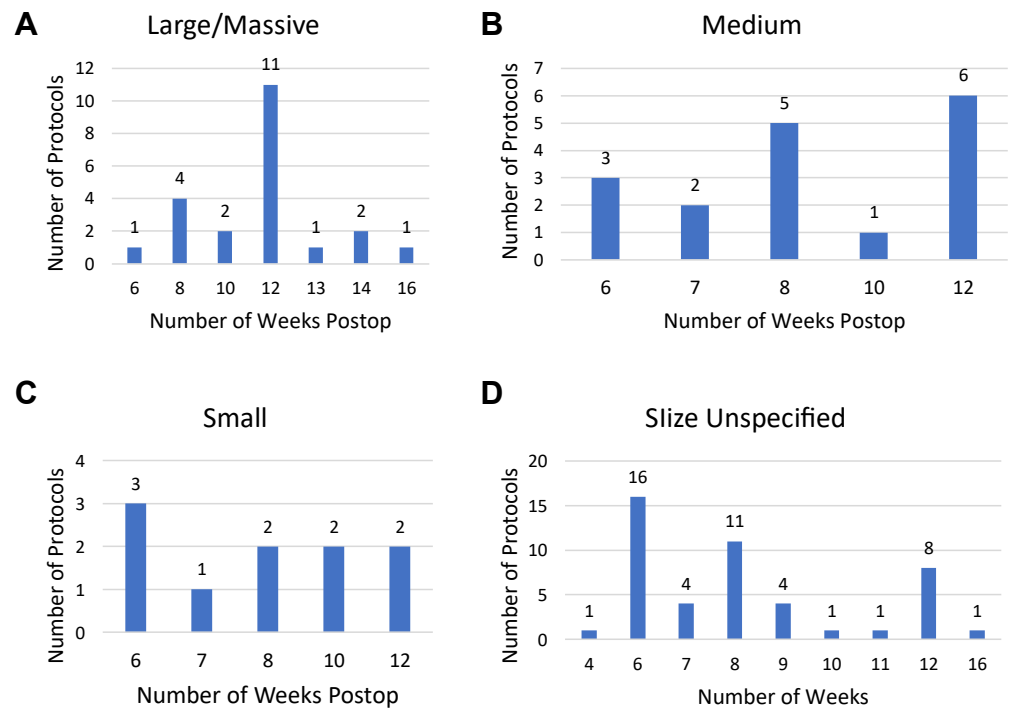 A
Large/Massive
Number of Protocols
12
10
8
6
4
2
0
1
4
2
11
1
2
1
6 8 10 12 13 14 16
Number of Weeks Postop
B
Medium
Number of Protocols
7
6
5
4
3
2
1
0
3
2
5
1
6
6 7 8 10 12
Number of Weeks Postop
C
Small
Number of Protocols
4
3
2
1
0
3
1
2
2
2
6 7 8 10 12
Number of Weeks Postop
D
SIize Unspecified
Number of Protocols
20
15
10
5
0
1
16
4
11
4
1
1
8
1
4 6 7 8 9 10 11 12 16
Number of Weeks